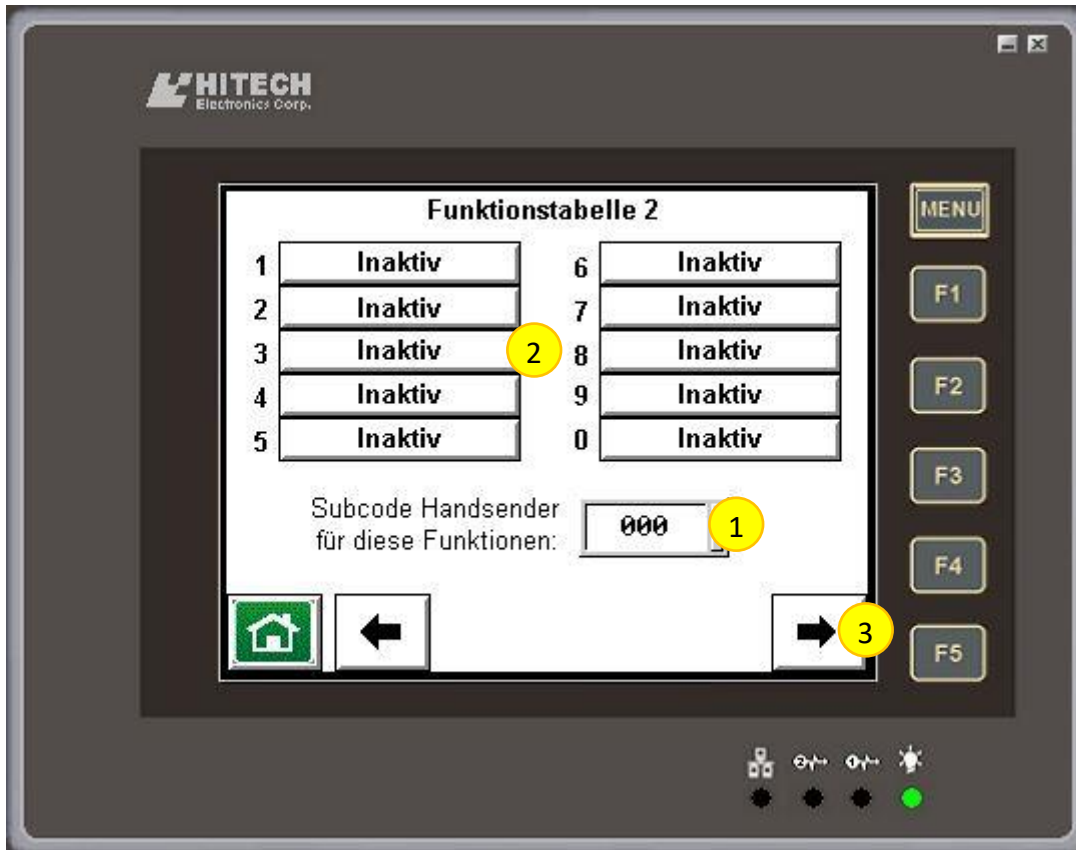 HITECH
Electronics Corp.
Funktionstabelle 2
MENU
1 Inaktiv 6 Inaktiv
2 Inaktiv 7 Inaktiv
F1
3 Inaktiv 2 8 Inaktiv
4 Inaktiv 9 Inaktiv
F2
5 Inaktiv 0 Inaktiv
F3
Subcode Handsender
für diese Funktionen: 000 1
F4
3
F5